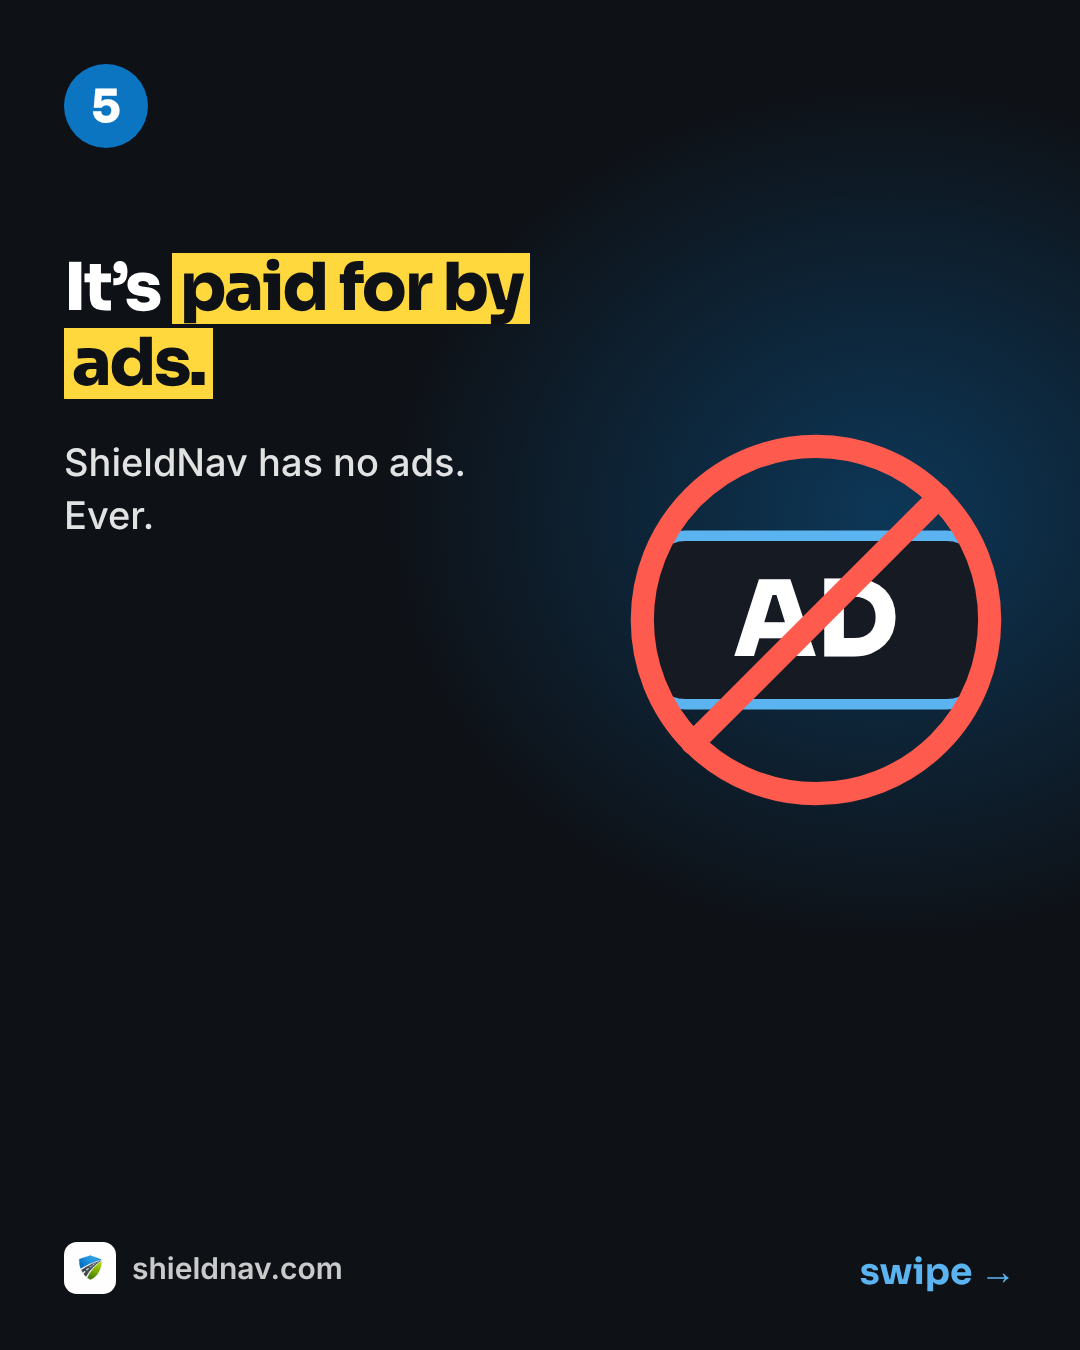 5
It’s paid for by
ads.
ShieldNav has no ads.
Ever.
AD
shieldnav.com
swipe →